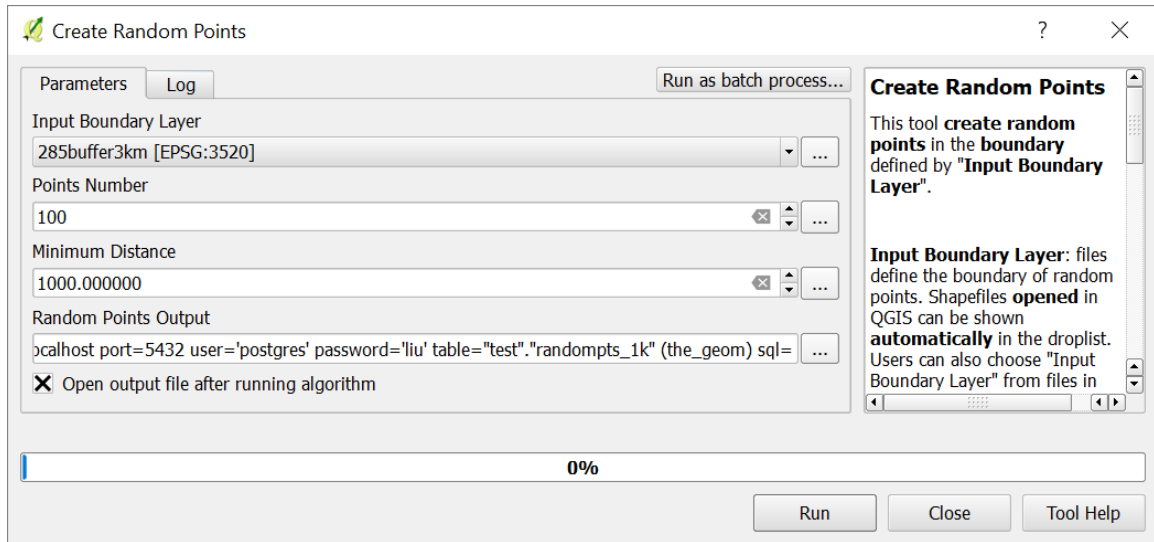 Create Random Points
?
Parameters
Log
Run as batch process...
Input Boundary Layer
285buffer3km [EPSG:3520]
...
Points Number
100
...
Minimum Distance
1000.000000
...
Random Points Output
ocalhost port=5432 user='postgres' password='liu' table="test"."randompts_1k" (the_geom) sql=
...
Open output file after running algorithm
Create Random Points
This tool create random
points in the boundary
defined by "Input Boundary
Layer".
Input Boundary Layer: files
define the boundary of random
points. Shapefiles opened in
QGIS can be shown
automatically in the droplist.
Users can also choose "Input
Boundary Layer" from files in
0%
Run
Close
Tool Help